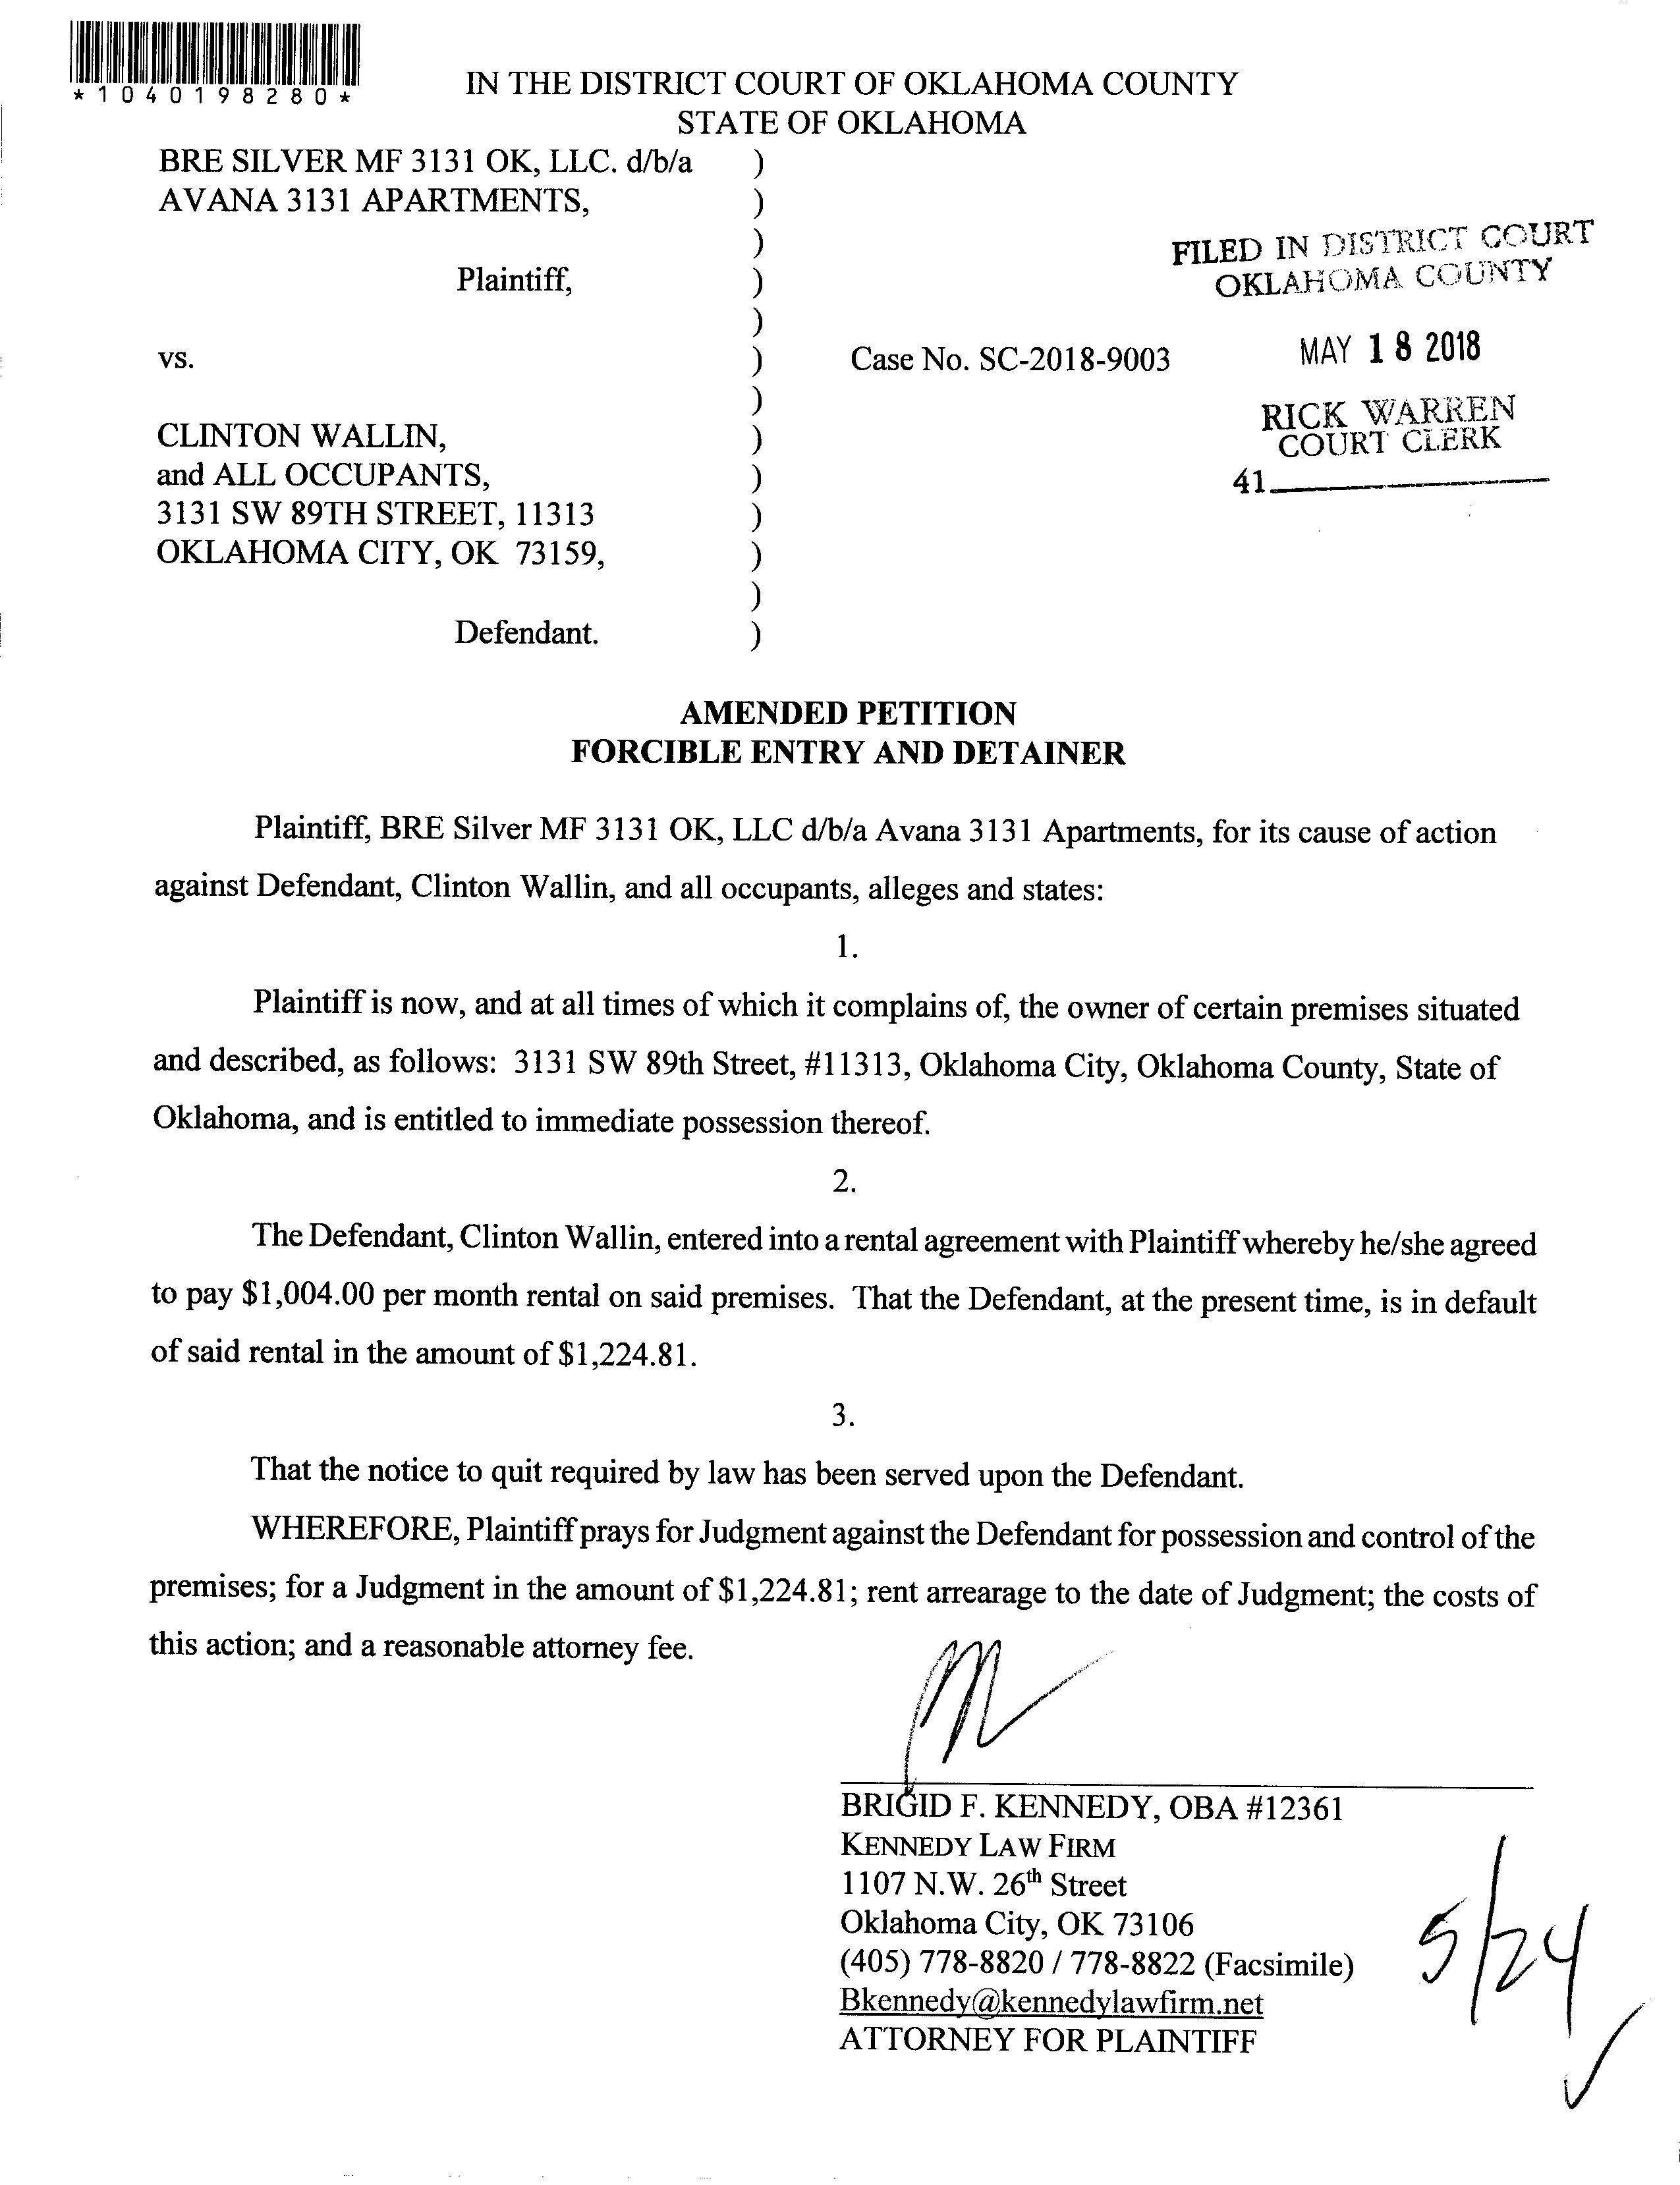 *1040198280*
IN THE DISTRICT COURT OF OKLAHOMA COUNTY
STATE OF OKLAHOMA
BRE SILVER MF 3131 OK, LLC. d/b/a )
AVANA 3131 APARTMENTS, )
)
Plaintiff, )
)
vs. )
)
CLINTON WALLIN, )
and ALL OCCUPANTS, )
3131 SW 89TH STREET, 11313 )
OKLAHOMA CITY, OK 73159, )
)
Defendant. )
Case No. SC-2018-9003
FILED IN DISTRICT COURT
OKLAHOMA COUNTY
MAY 18 2018
RICK WARREN
COURT CLERK
41
AMENDED PETITION
FORCIBLE ENTRY AND DETAINER
Plaintiff, BRE Silver MF 3131 OK, LLC d/b/a Avana 3131 Apartments, for its cause of action
against Defendant, Clinton Wallin, and all occupants, alleges and states:
1.
Plaintiff is now, and at all times of which it complains of, the owner of certain premises situated
and described, as follows: 3131 SW 89th Street, #11313, Oklahoma City, Oklahoma County, State of
Oklahoma, and is entitled to immediate possession thereof.
2.
The Defendant, Clinton Wallin, entered into a rental agreement with Plaintiff whereby he/she agreed
to pay $1,004.00 per month rental on said premises. That the Defendant, at the present time, is in default
of said rental in the amount of $1,224.81.
3.
That the notice to quit required by law has been served upon the Defendant.
WHEREFORE, Plaintiff prays for Judgment against the Defendant for possession and control of the
premises; for a Judgment in the amount of $1,224.81; rent arrearage to the date of Judgment; the costs of
this action; and a reasonable attorney fee.
BRIGID F. KENNEDY, OBA #12361
KENNEDY LAW FIRM
1107 N.W. 26th Street
Oklahoma City, OK 73106
(405) 778-8820 / 778-8822 (Facsimile)
Bkennedy@kennedylawfirm.net
ATTORNEY FOR PLAINTIFF
5/24